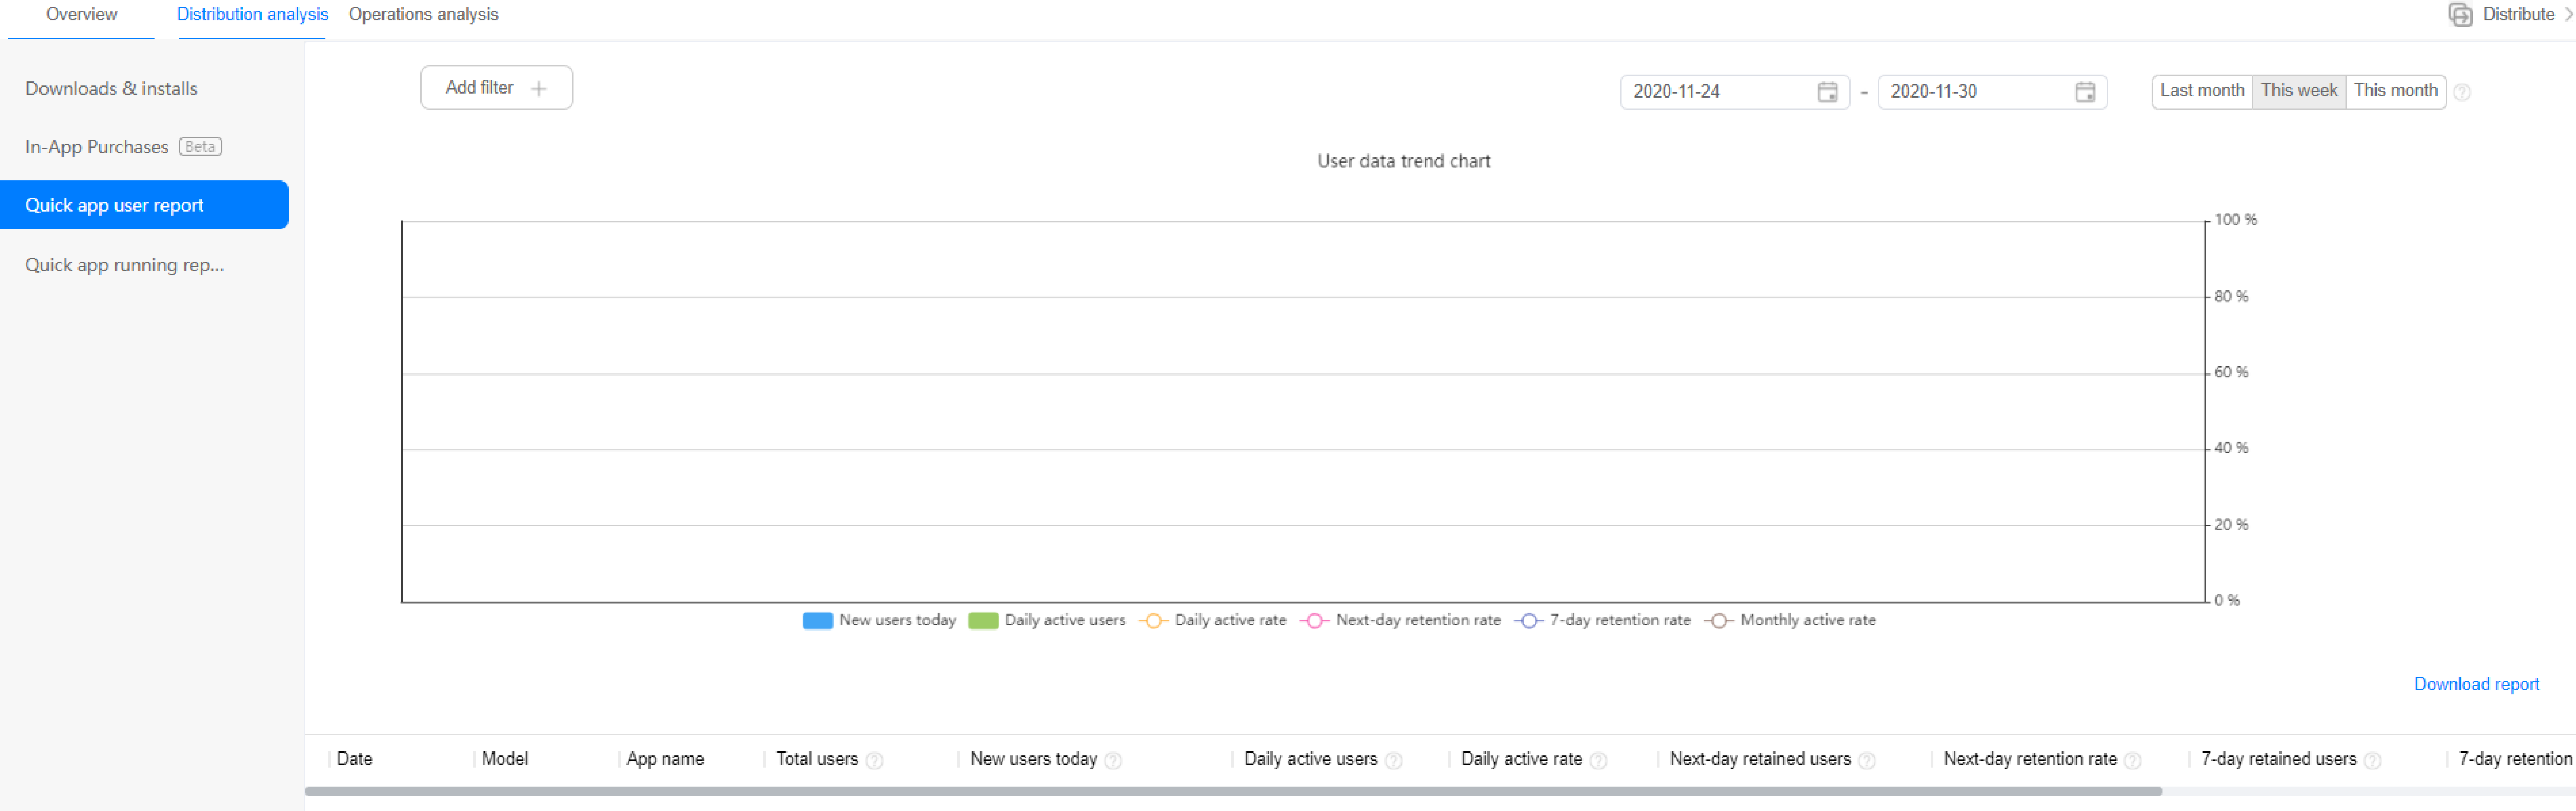 Overview Distribution analysis Operations analysis Distribute
Downloads & installs
In-App Purchases Beta
Quick app user report
Quick app running rep...
Add filter
2020-11-24 - 2020-11-30 Last month This week This month
User data trend chart
100 %
80 %
60 %
40 %
20 %
0 %
New users today Daily active users Daily active rate Next-day retention rate 7-day retention rate Monthly active rate
Download report
Date Model App name Total users New users today Daily active users Daily active rate Next-day retained users Next-day retention rate 7-day retained users 7-day retention